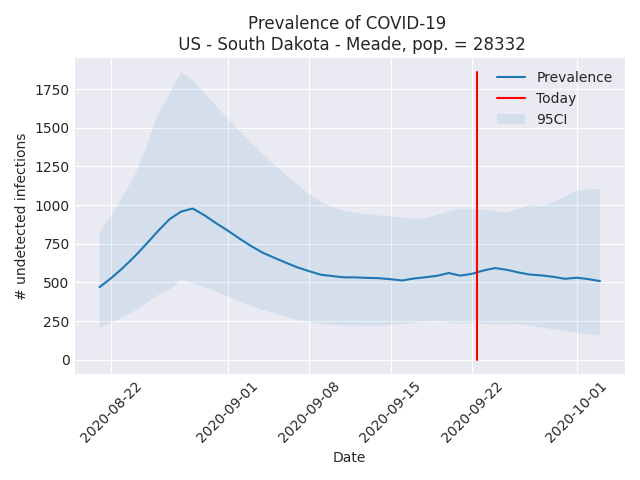 Prevalence of COVID-19
US - South Dakota - Meade, pop. = 28332
Prevalence
Today
95CI
# undetected infections
1750
1500
1250
1000
750
500
250
0
2020-08-22
2020-09-01
2020-09-08
2020-09-15
2020-09-22
2020-10-01
Date